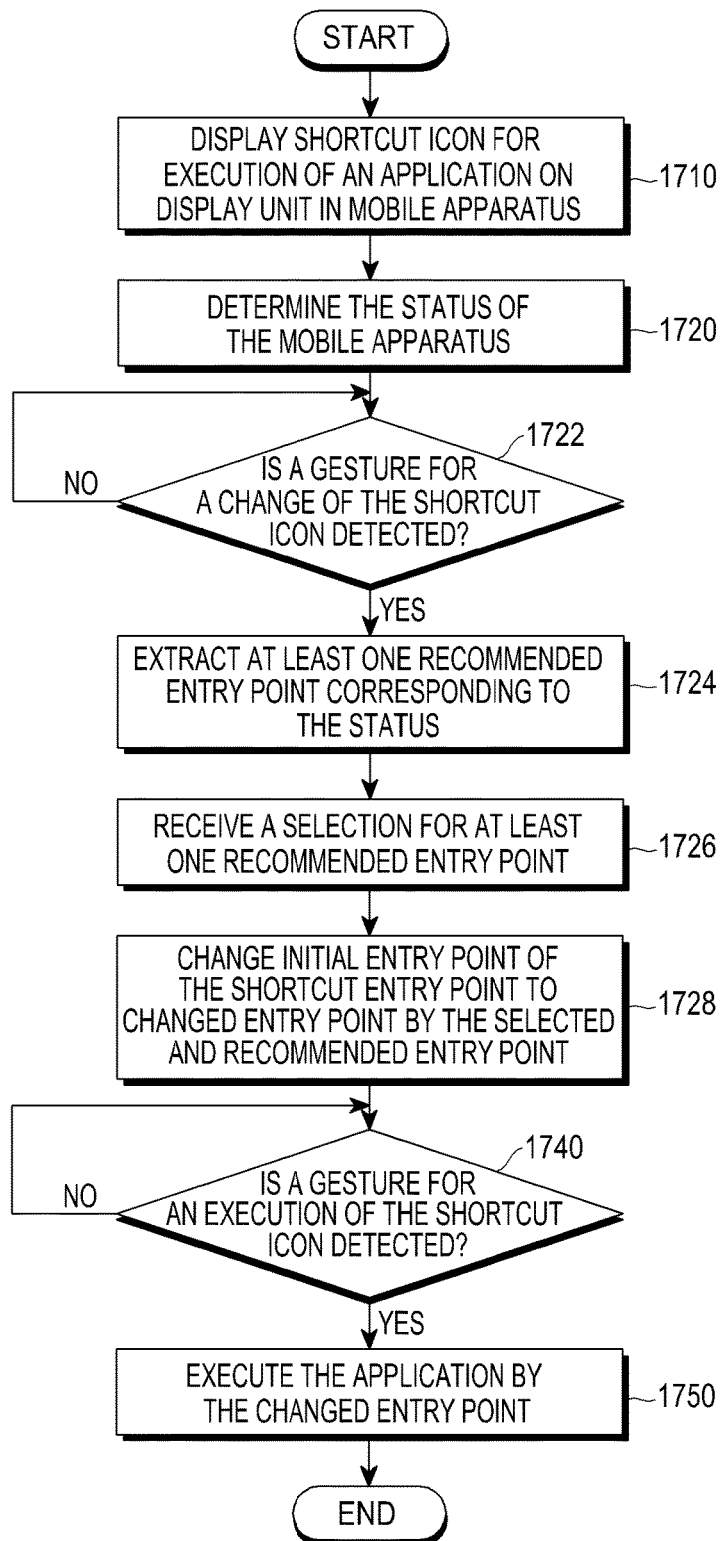 START
DISPLAY SHORTCUT ICON FOR
EXECUTION OF AN APPLICATION ON
DISPLAY UNIT IN MOBILE APPARATUS
1710
DETERMINE THE STATUS OF
THE MOBILE APPARATUS
1720
1722
IS A GESTURE FOR
A CHANGE OF THE SHORTCUT
ICON DETECTED?
NO
YES
EXTRACT AT LEAST ONE RECOMMENDED
ENTRY POINT CORRESPONDING TO
THE STATUS
1724
RECEIVE A SELECTION FOR AT LEAST
ONE RECOMMENDED ENTRY POINT
1726
CHANGE INITIAL ENTRY POINT OF
THE SHORTCUT ENTRY POINT TO
CHANGED ENTRY POINT BY THE SELECTED
AND RECOMMENDED ENTRY POINT
1728
1740
IS A GESTURE FOR
AN EXECUTION OF THE SHORTCUT
ICON DETECTED?
NO
YES
EXECUTE THE APPLICATION BY
THE CHANGED ENTRY POINT
1750
END